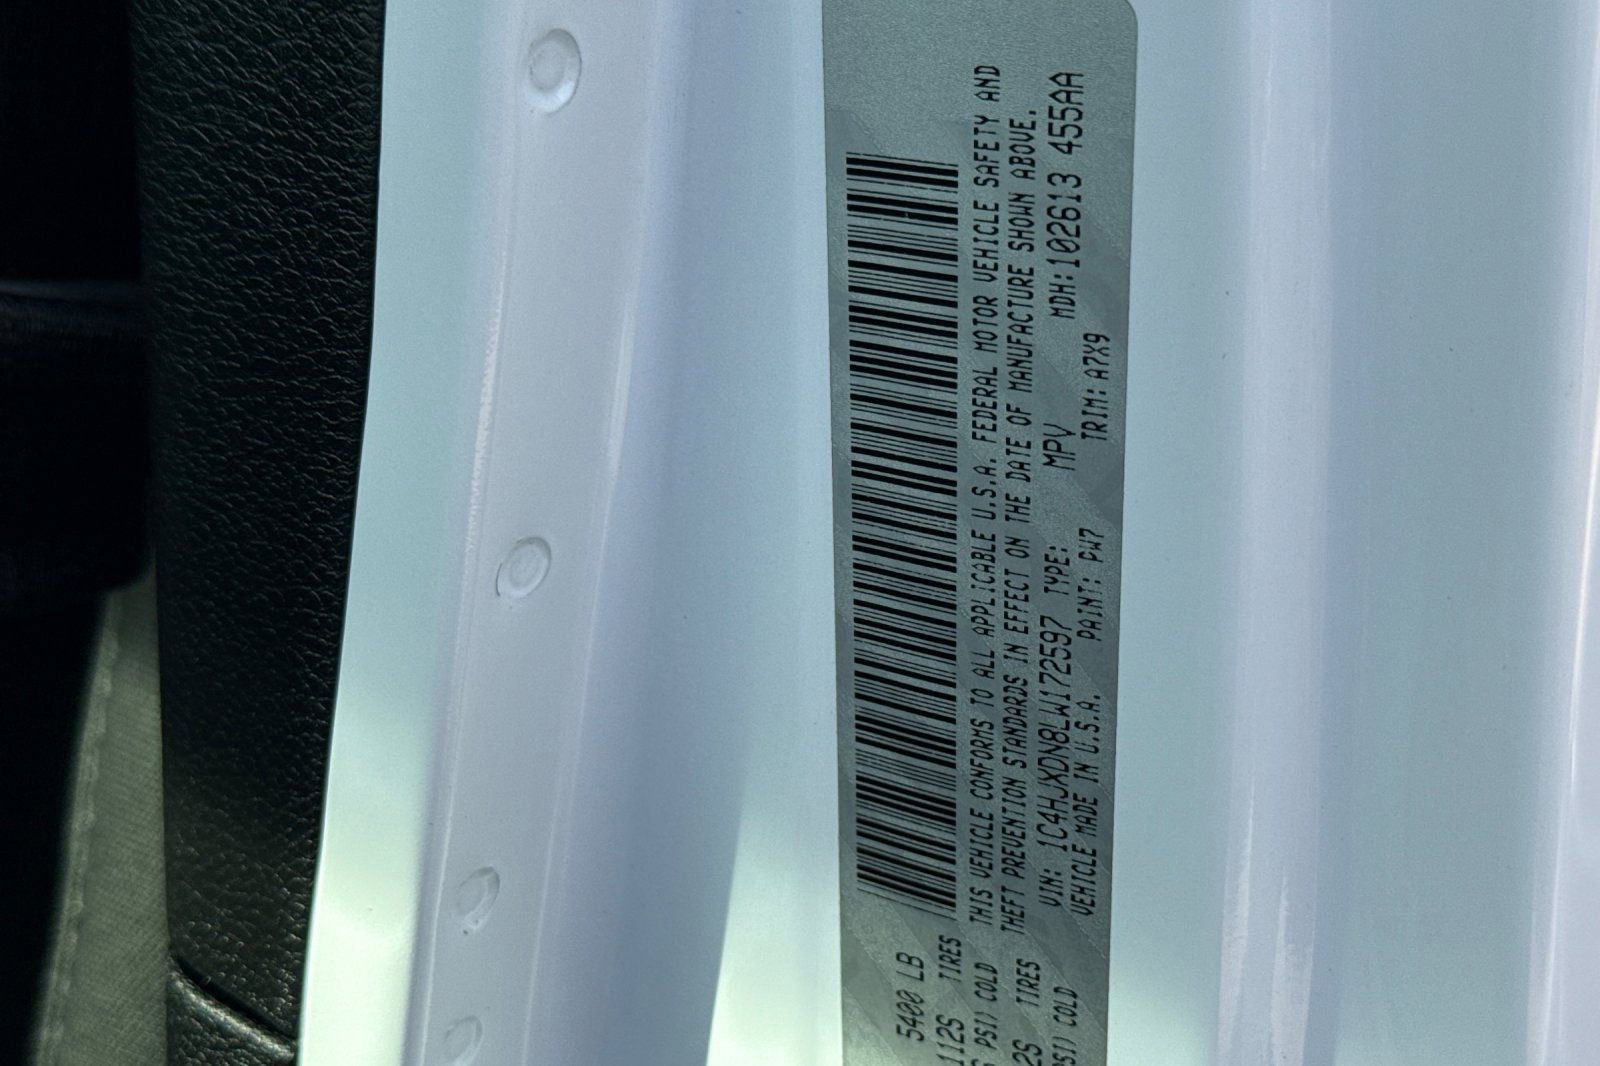 5400 LB
112S TIRES
PSI) COLD
2S TIRES
PSI) COLD
THIS VEHICLE CONFORMS TO ALL APPLICABLE U.S.A. FEDERAL MOTOR VEHICLE SAFETY AND
THEFT PREVENTION STANDARDS IN EFFECT ON THE DATE OF MANUFACTURE SHOWN ABOVE.
VIN: 1C4HJXDN8LW172597 TYPE: MPV MDH:102613 455AA
VEHICLE MADE IN U.S.A. PAINT: PW7 TRIM: A7X9